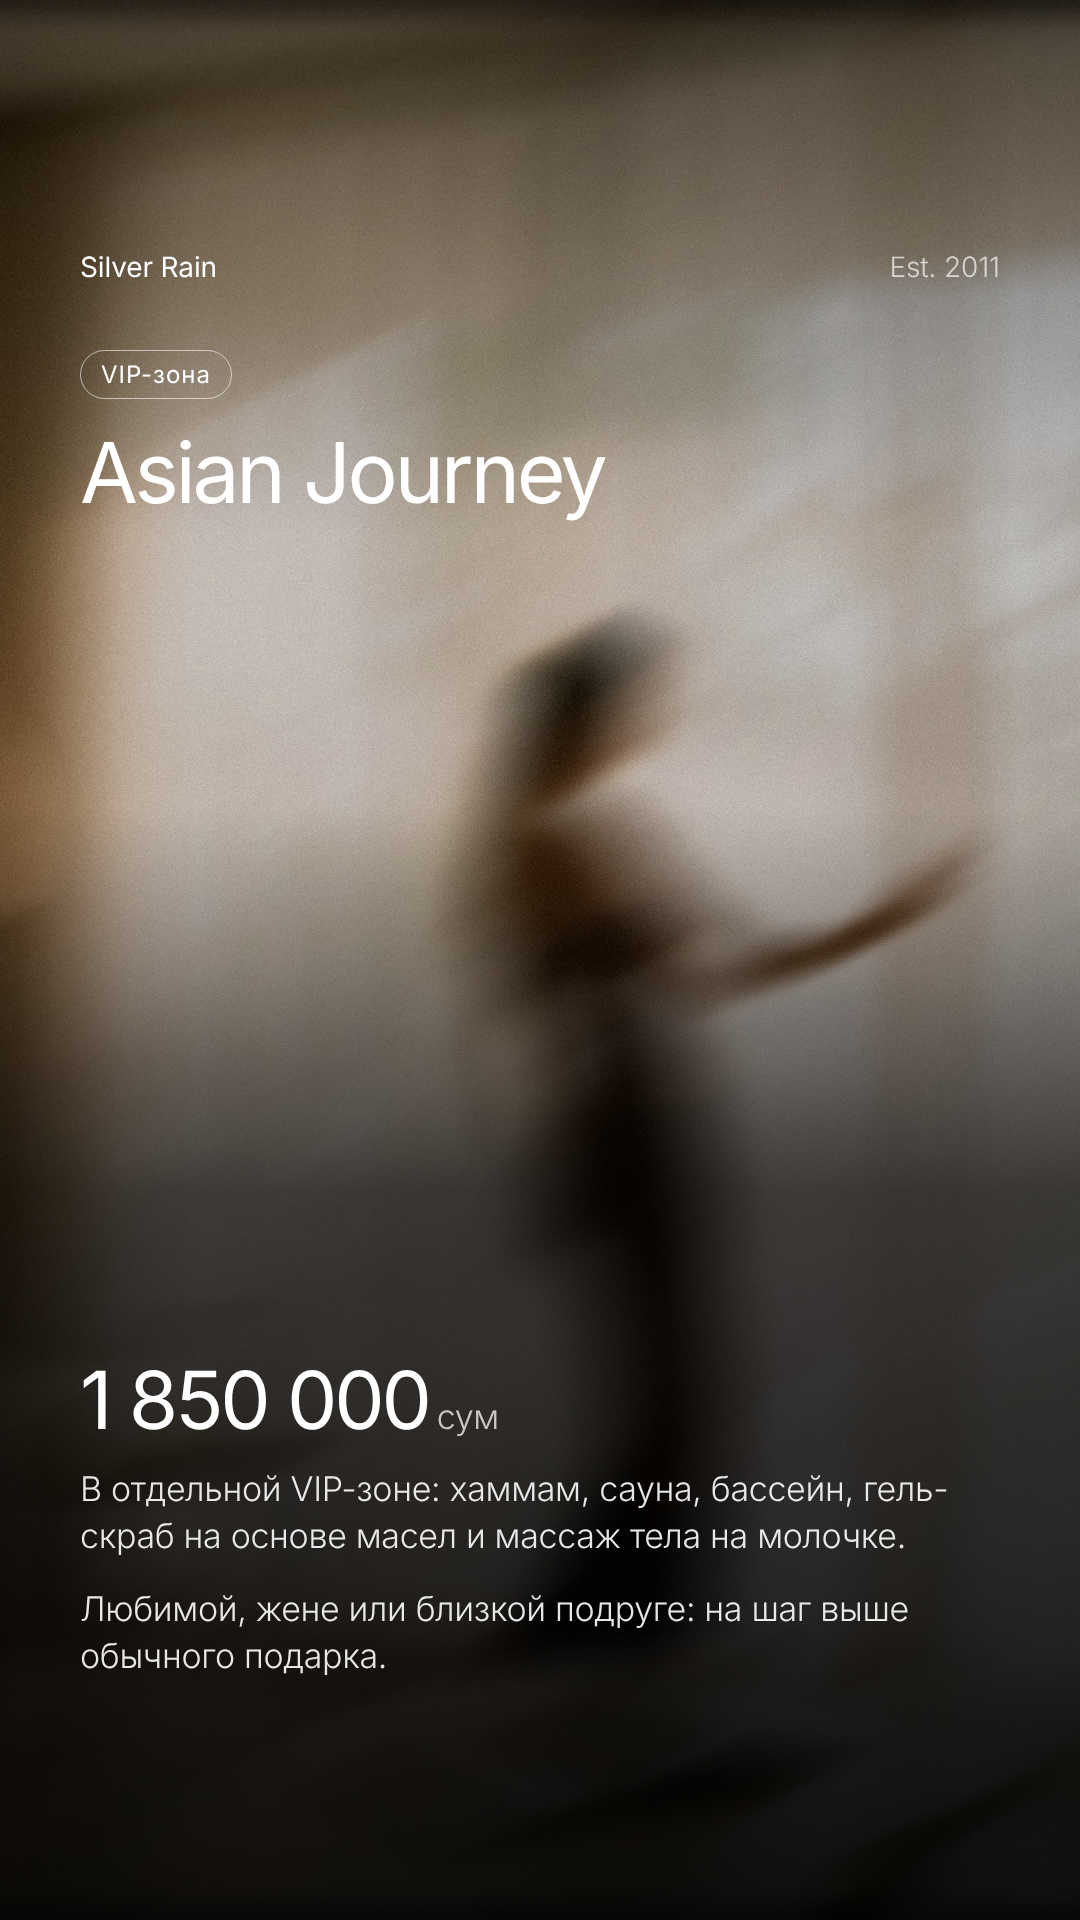 Silver Rain
Est. 2011
VIP-зона
Asian Journey
1 850 000 сум
В отдельной VIP-зоне: хаммам, сауна, бассейн, гель-
скраб на основе масел и массаж тела на молочке.
Любимой, жене или близкой подруге: на шаг выше
обычного подарка.